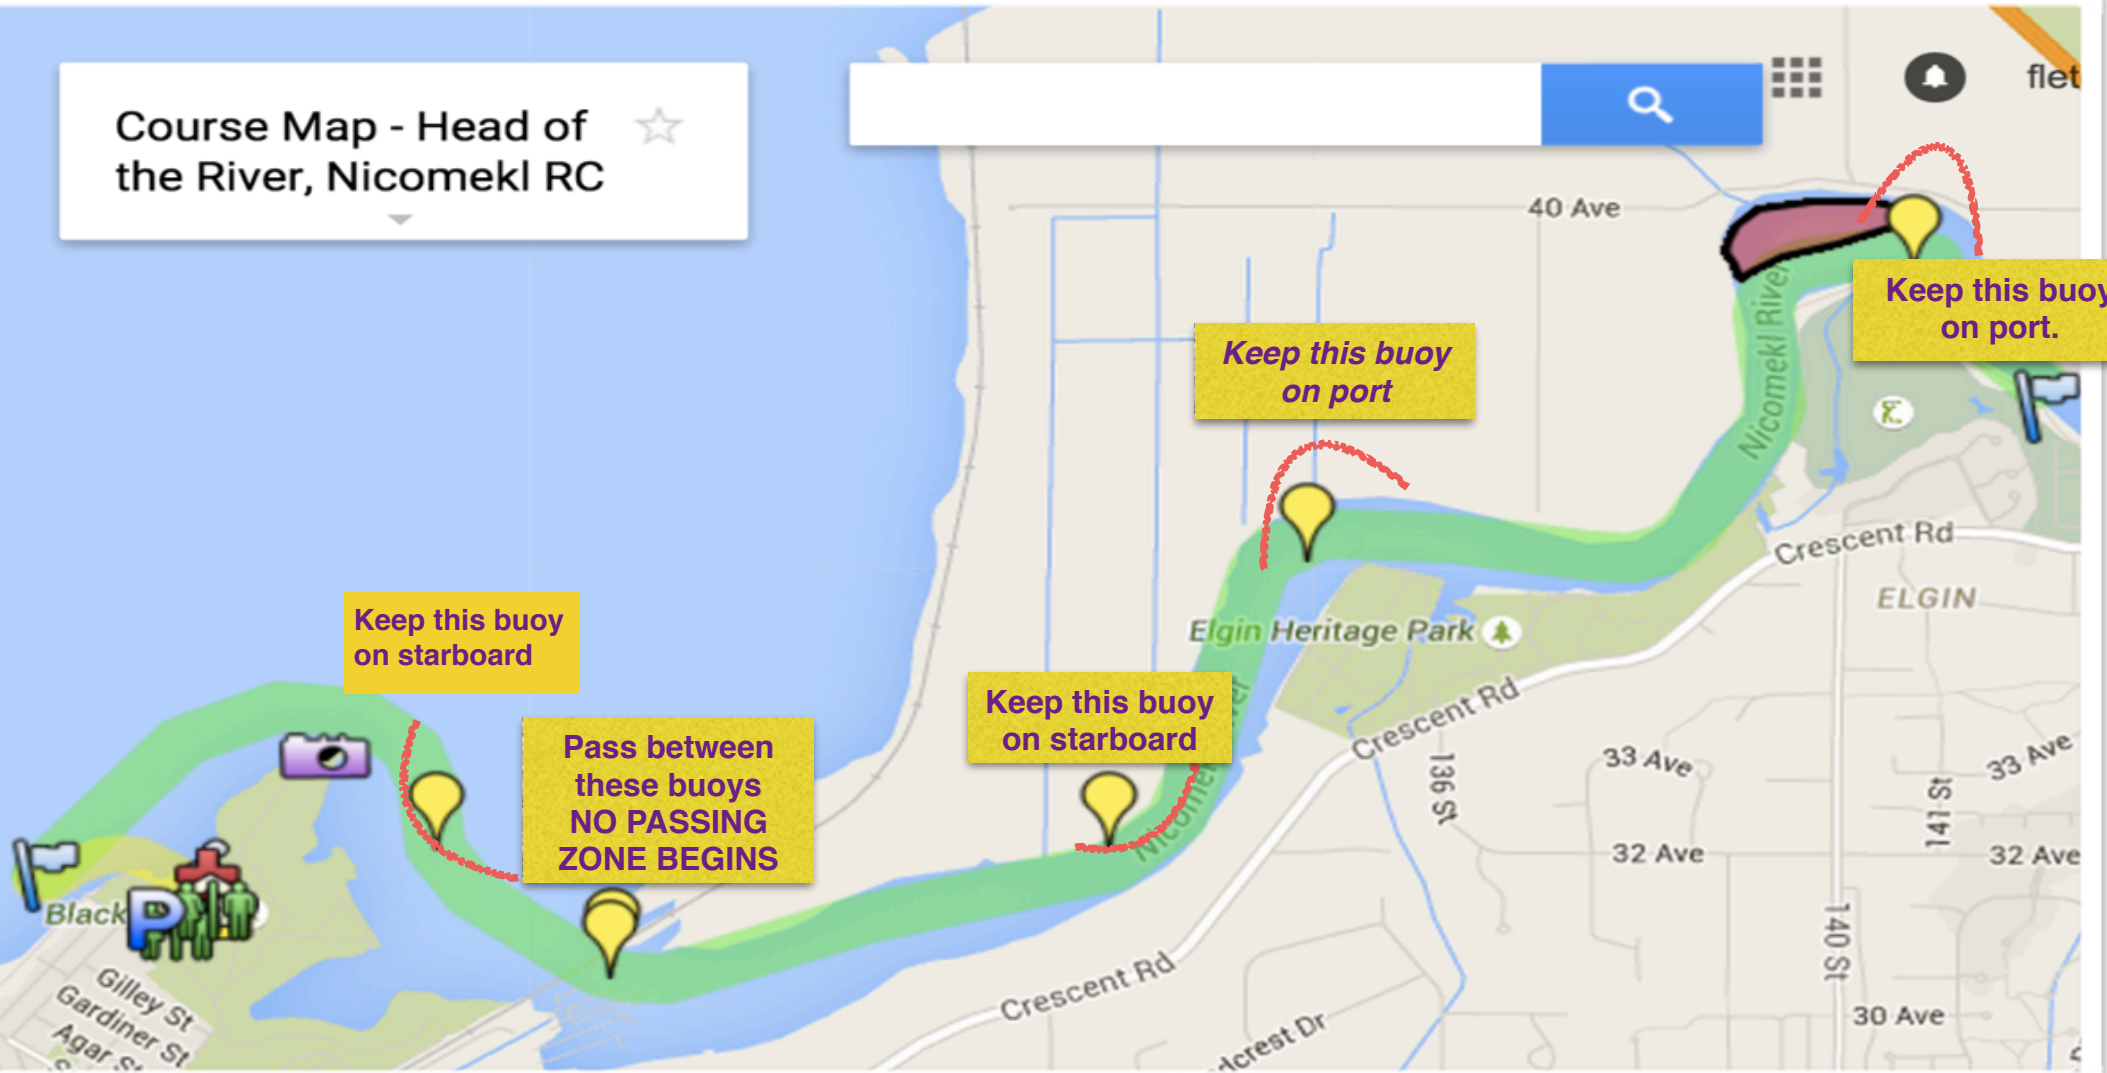 Course Map - Head of
the River, Nicomekl RC
flet
40 Ave
Keep this buoy
on port.
Keep this buoy
on port
Nicomekl River
Crescent Rd
ELGIN
Keep this buoy
on starboard
Elgin Heritage Park
Keep this buoy
on starboard
Crescent Rd
Pass between
these buoys
NO PASSING
ZONE BEGINS
136 St
33 Ave
33 Ave
141 St
32 Ave
32 Ave
Black
P
140 St
Gilley St
Gardiner St
Agar St
Crescent Rd
30 Ave
dcrest Dr